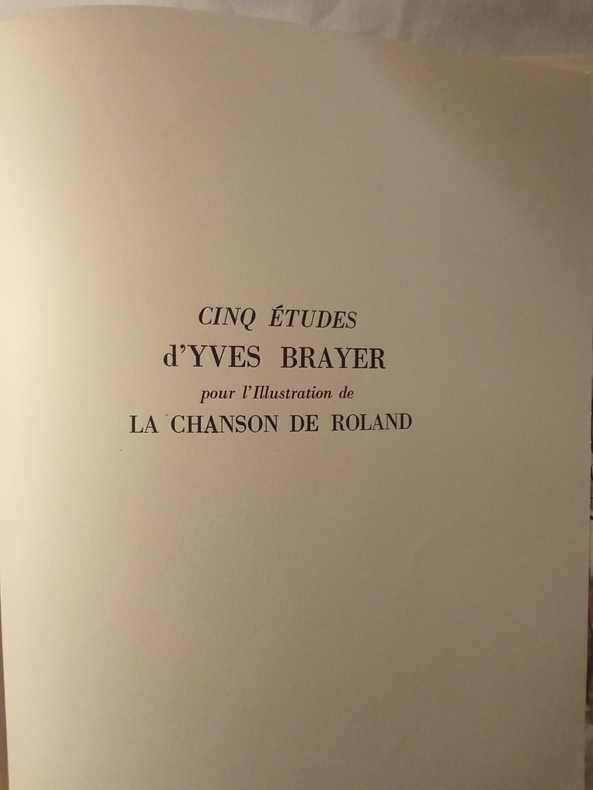 CINQ ÉTUDES
d'YVES BRAYER
pour l'Illustration de
LA CHANSON DE ROLAND